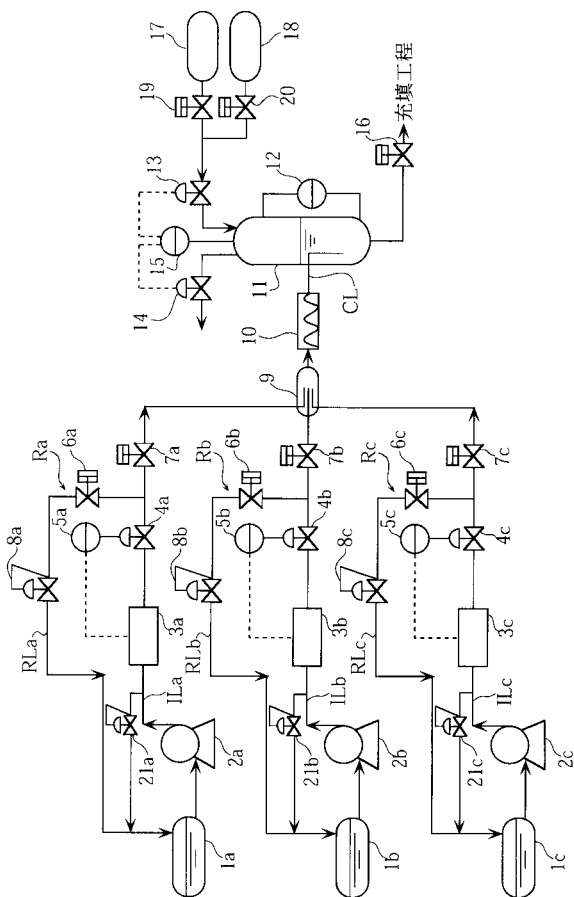 17
18
19
20
13
15
14
12
11
16
充填工程
CL
10
9
Ra
6a
5a
8a
4a
7a
RLa
3a
ILa
21a
2a
1a
Rb
6b
5b
8b
4b
7b
RLb
3b
ILb
21b
2b
1b
Rc
6c
5c
8c
4c
7c
RLc
3c
ILc
21c
2c
1c